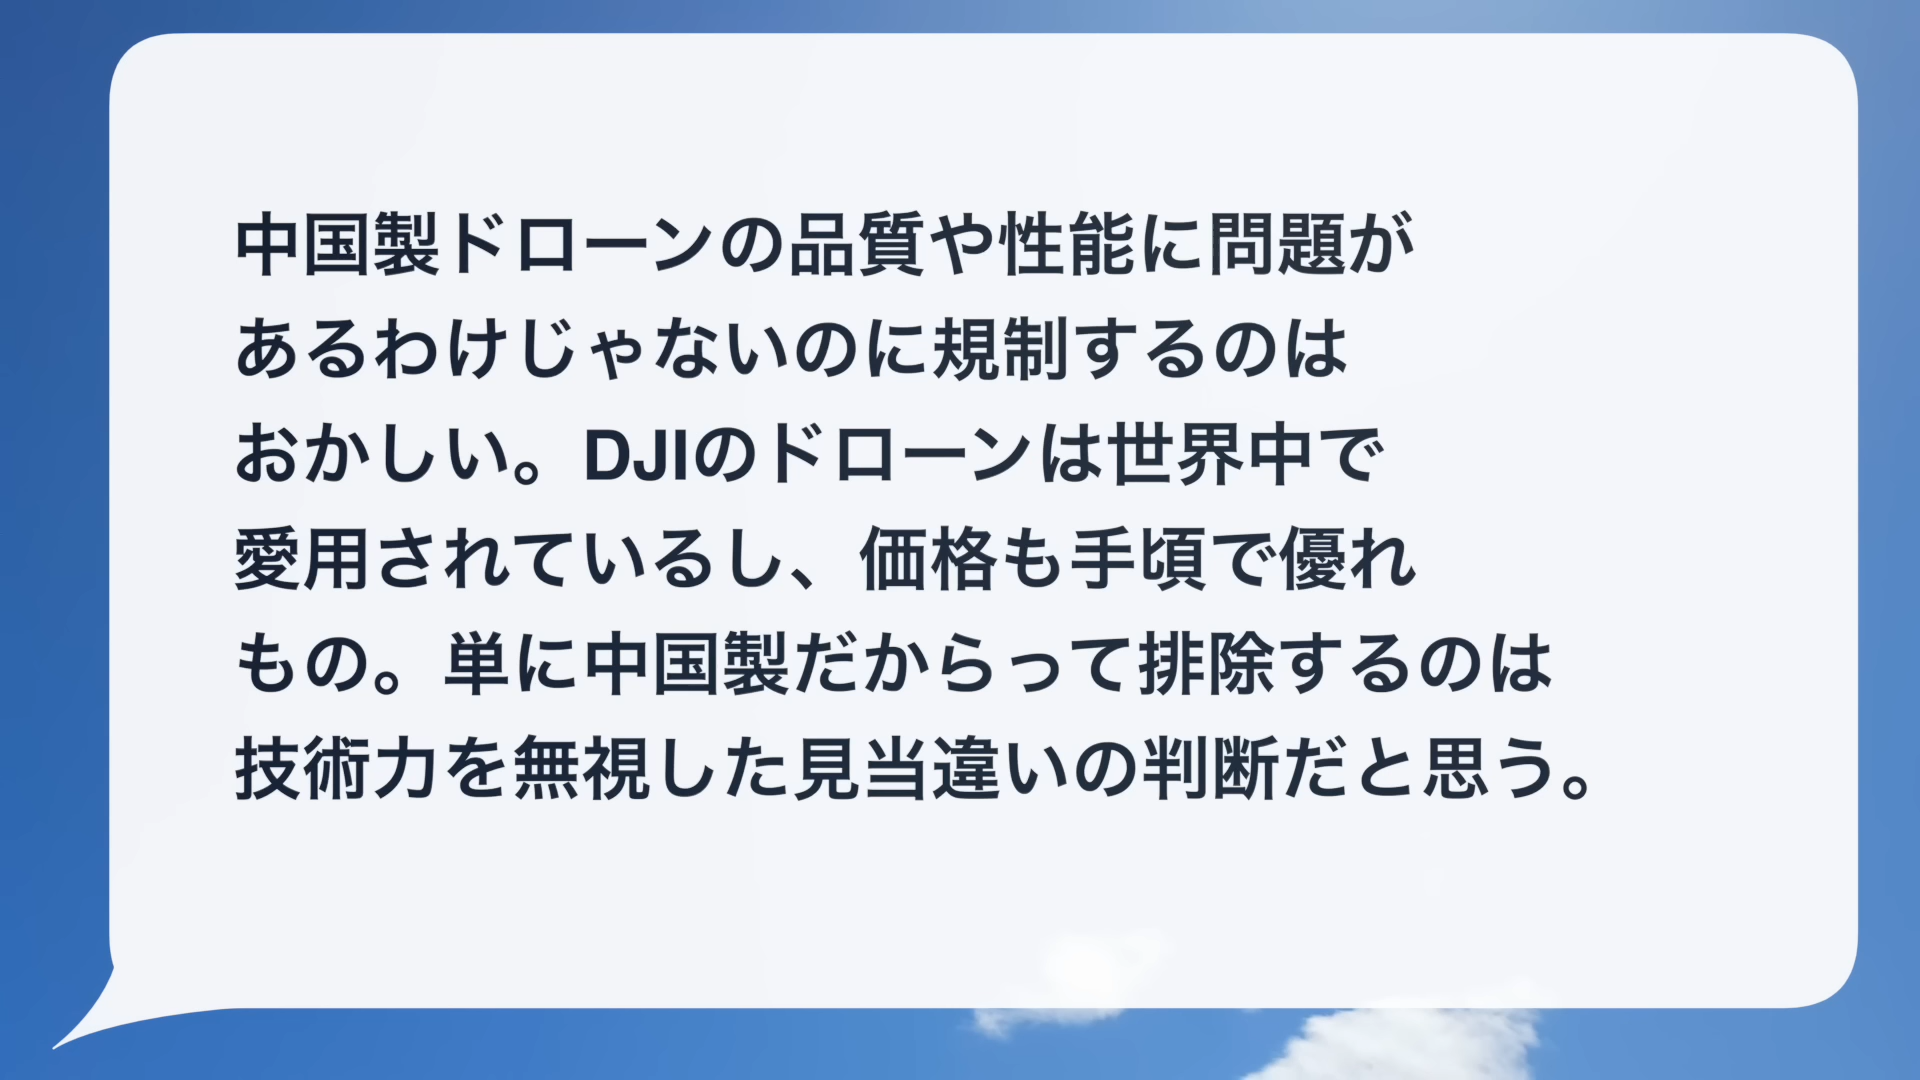 中国製ドローンの品質や性能に問題が
あるわけじゃないのに規制するのは
おかしい。DJIのドローンは世界中で
愛用されているし、価格も手頃で優れ
もの。単に中国製だからって排除するのは
技術力を無視した見当違いの判断だと思う。